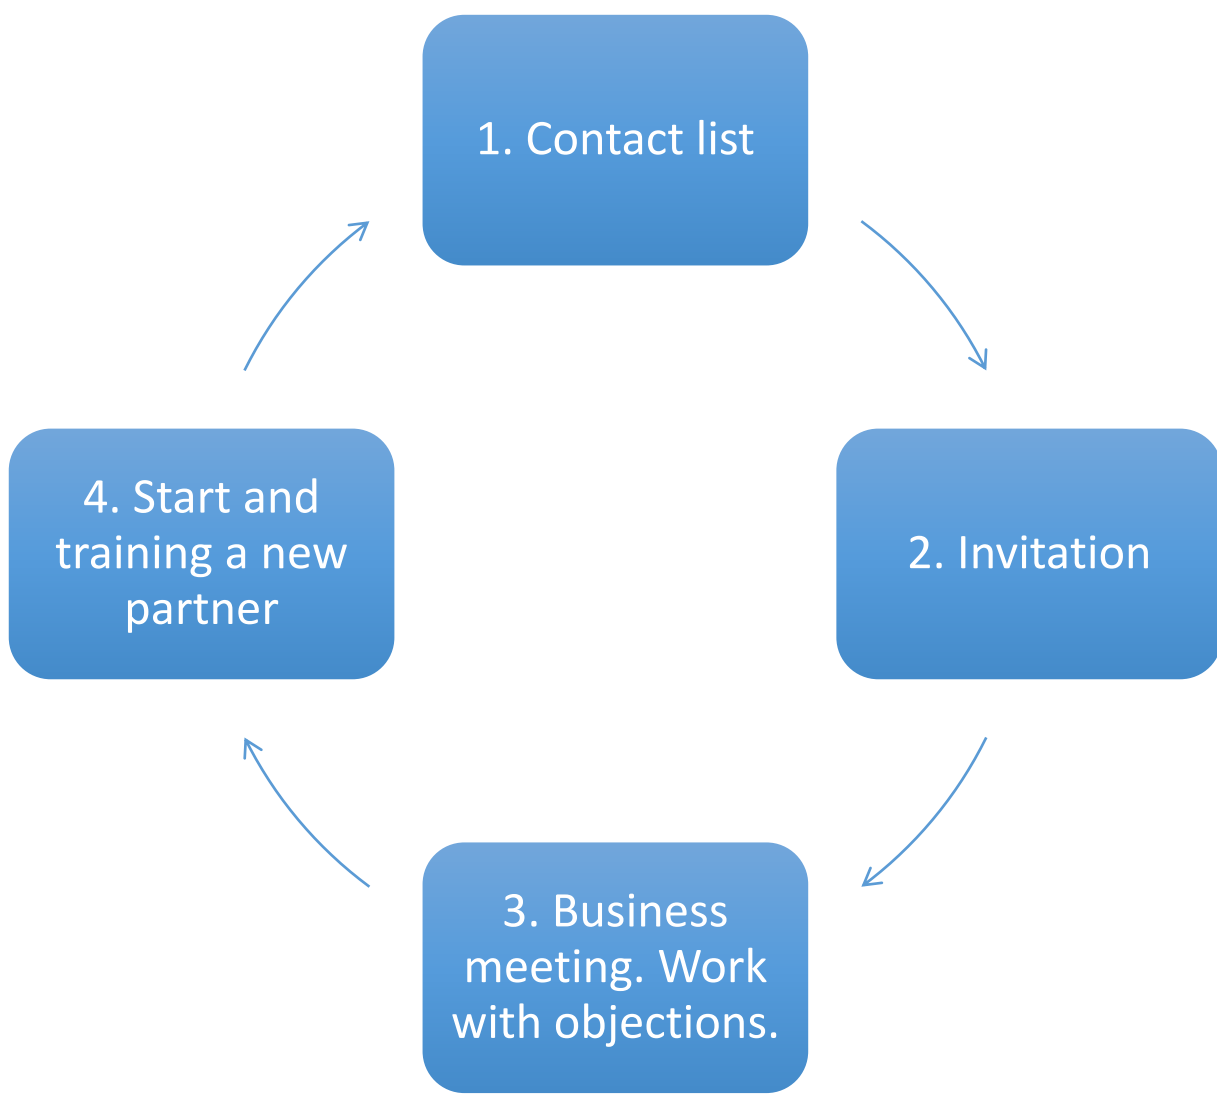 1. Contact list
2. Invitation
3. Business
meeting. Work
with objections.
4. Start and
training a new
partner